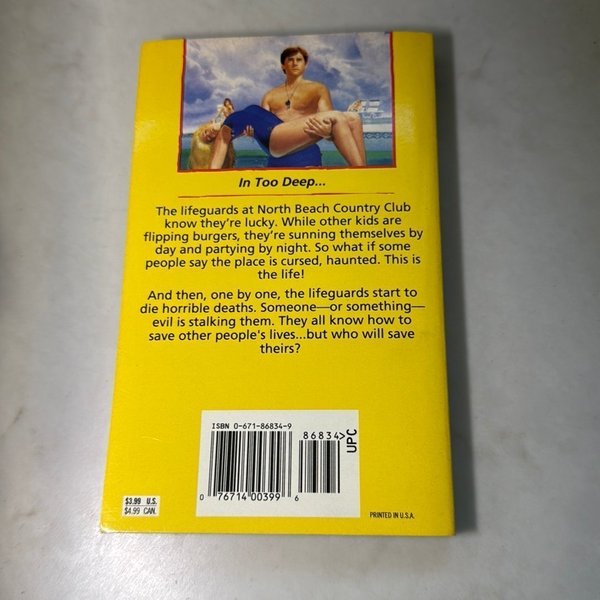 In Too Deep...
The lifeguards at North Beach Country Club
know they're lucky. While other kids are
flipping burgers, they're sunning themselves by
day and partying by night. So what if some
people say the place is cursed, haunted. This is
the life!
And then, one by one, the lifeguards start to
die horrible deaths. Someone—or something—
evil is stalking them. They all know how to
save other people's lives...but who will save
theirs?
ISBN 0-671-86834-9
86834>
UPC
0 76714 00399 6
$3.99 U.S.
$4.99 CAN.
PRINTED IN U.S.A.